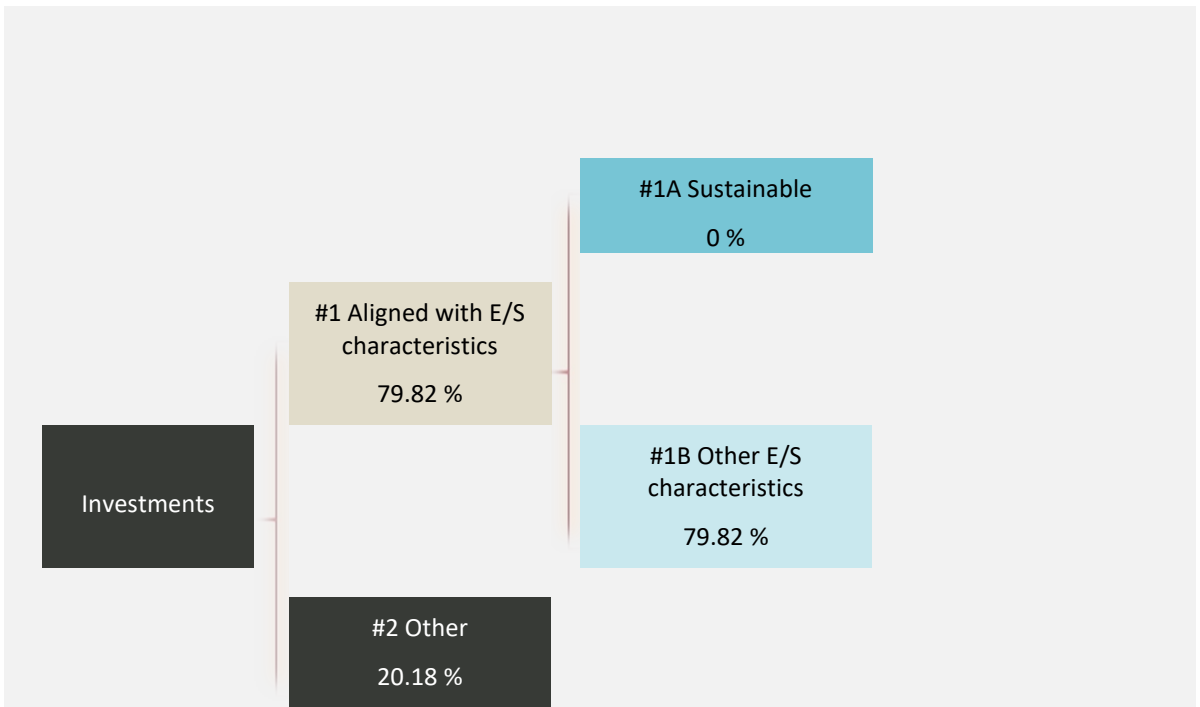 #1A Sustainable
0 %
#1 Aligned with E/S
characteristics
79.82 %
#1B Other E/S
characteristics
79.82 %
Investments
#2 Other
20.18 %